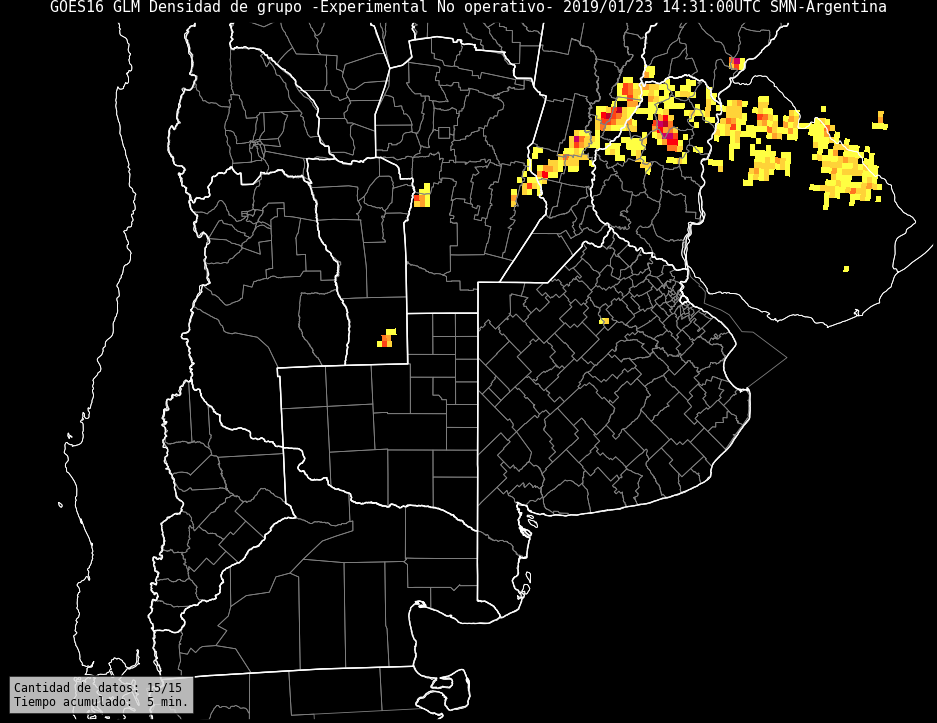 GOES16 GLM Densidad de grupo -Experimental No operativo- 2019/01/23 14:31:00UTC SMN-Argentina
Cantidad de datos: 15/15
Tiempo acumulado:  5 min.